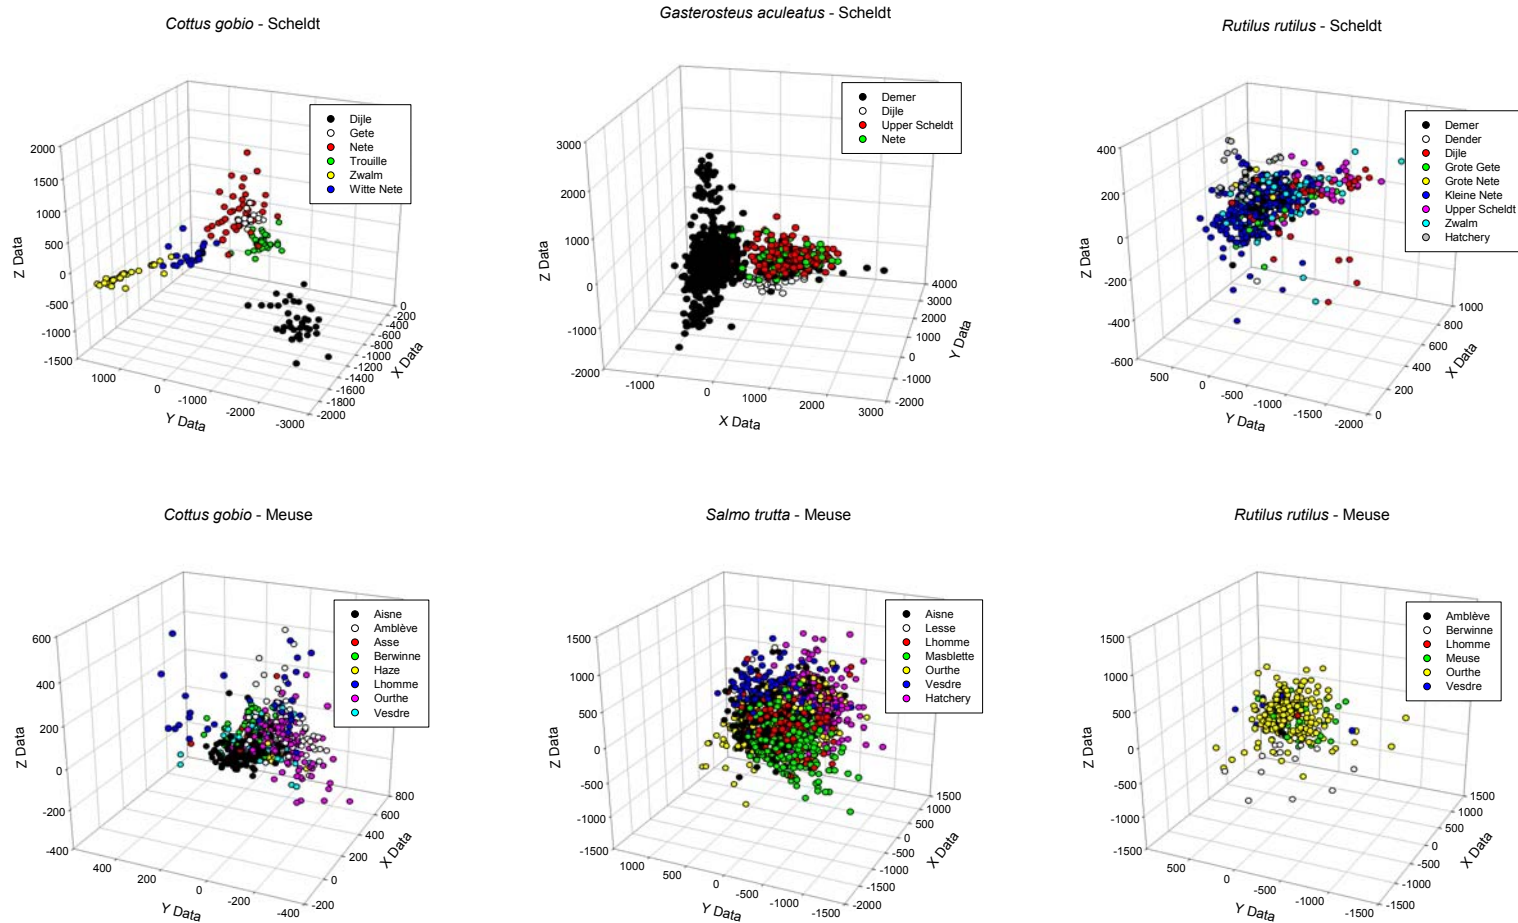 Cottus gobio - Scheldt
Dijle
Gete
Nete
Trouille
Zwalm
Witte Nete
2000
1500
1000
500
0
-500
-1000
-1500
Z Data
1000
0
-1000
-2000
-3000
Y Data
0
-200
-400
-600
-800
-1000
-1200
-1400
-1600
-1800
-2000
X Data
Gasterosteus aculeatus - Scheldt
Demer
Dijle
Upper Scheldt
Nete
3000
2000
1000
0
-1000
-2000
Z Data
-1000
0
1000
2000
3000
X Data
4000
3000
2000
1000
0
-1000
-2000
Y Data
Rutilus rutilus - Scheldt
Demer
Dender
Dijle
Grote Gete
Grote Nete
Kleine Nete
Upper Scheldt
Zwalm
Hatchery
400
200
0
-200
-400
-600
Z Data
500
0
-500
-1000
-1500
-2000
Y Data
1000
800
600
400
200
0
X Data
Cottus gobio - Meuse
Aisne
Amblève
Asse
Berwinne
Haze
Lhomme
Ourthe
Vesdre
600
400
200
0
-200
-400
Z Data
400
200
0
-200
-400
Y Data
800
600
400
200
0
-200
X Data
Salmo trutta - Meuse
Aisne
Lesse
Lhomme
Masblette
Ourthe
Vesdre
Hatchery
1500
1000
500
0
-500
-1000
-1500
Z Data
1000
500
0
-500
-1000
-1500
Y Data
1500
1000
500
0
-500
-1000
-1500
-2000
X Data
Rutilus rutilus - Meuse
Amblève
Berwinne
Lhomme
Meuse
Ourthe
Vesdre
1500
1000
500
0
-500
-1000
-1500
Z Data
500
0
-500
-1000
-1500
Y Data
1500
1000
500
0
-500
-1000
-1500
X Data